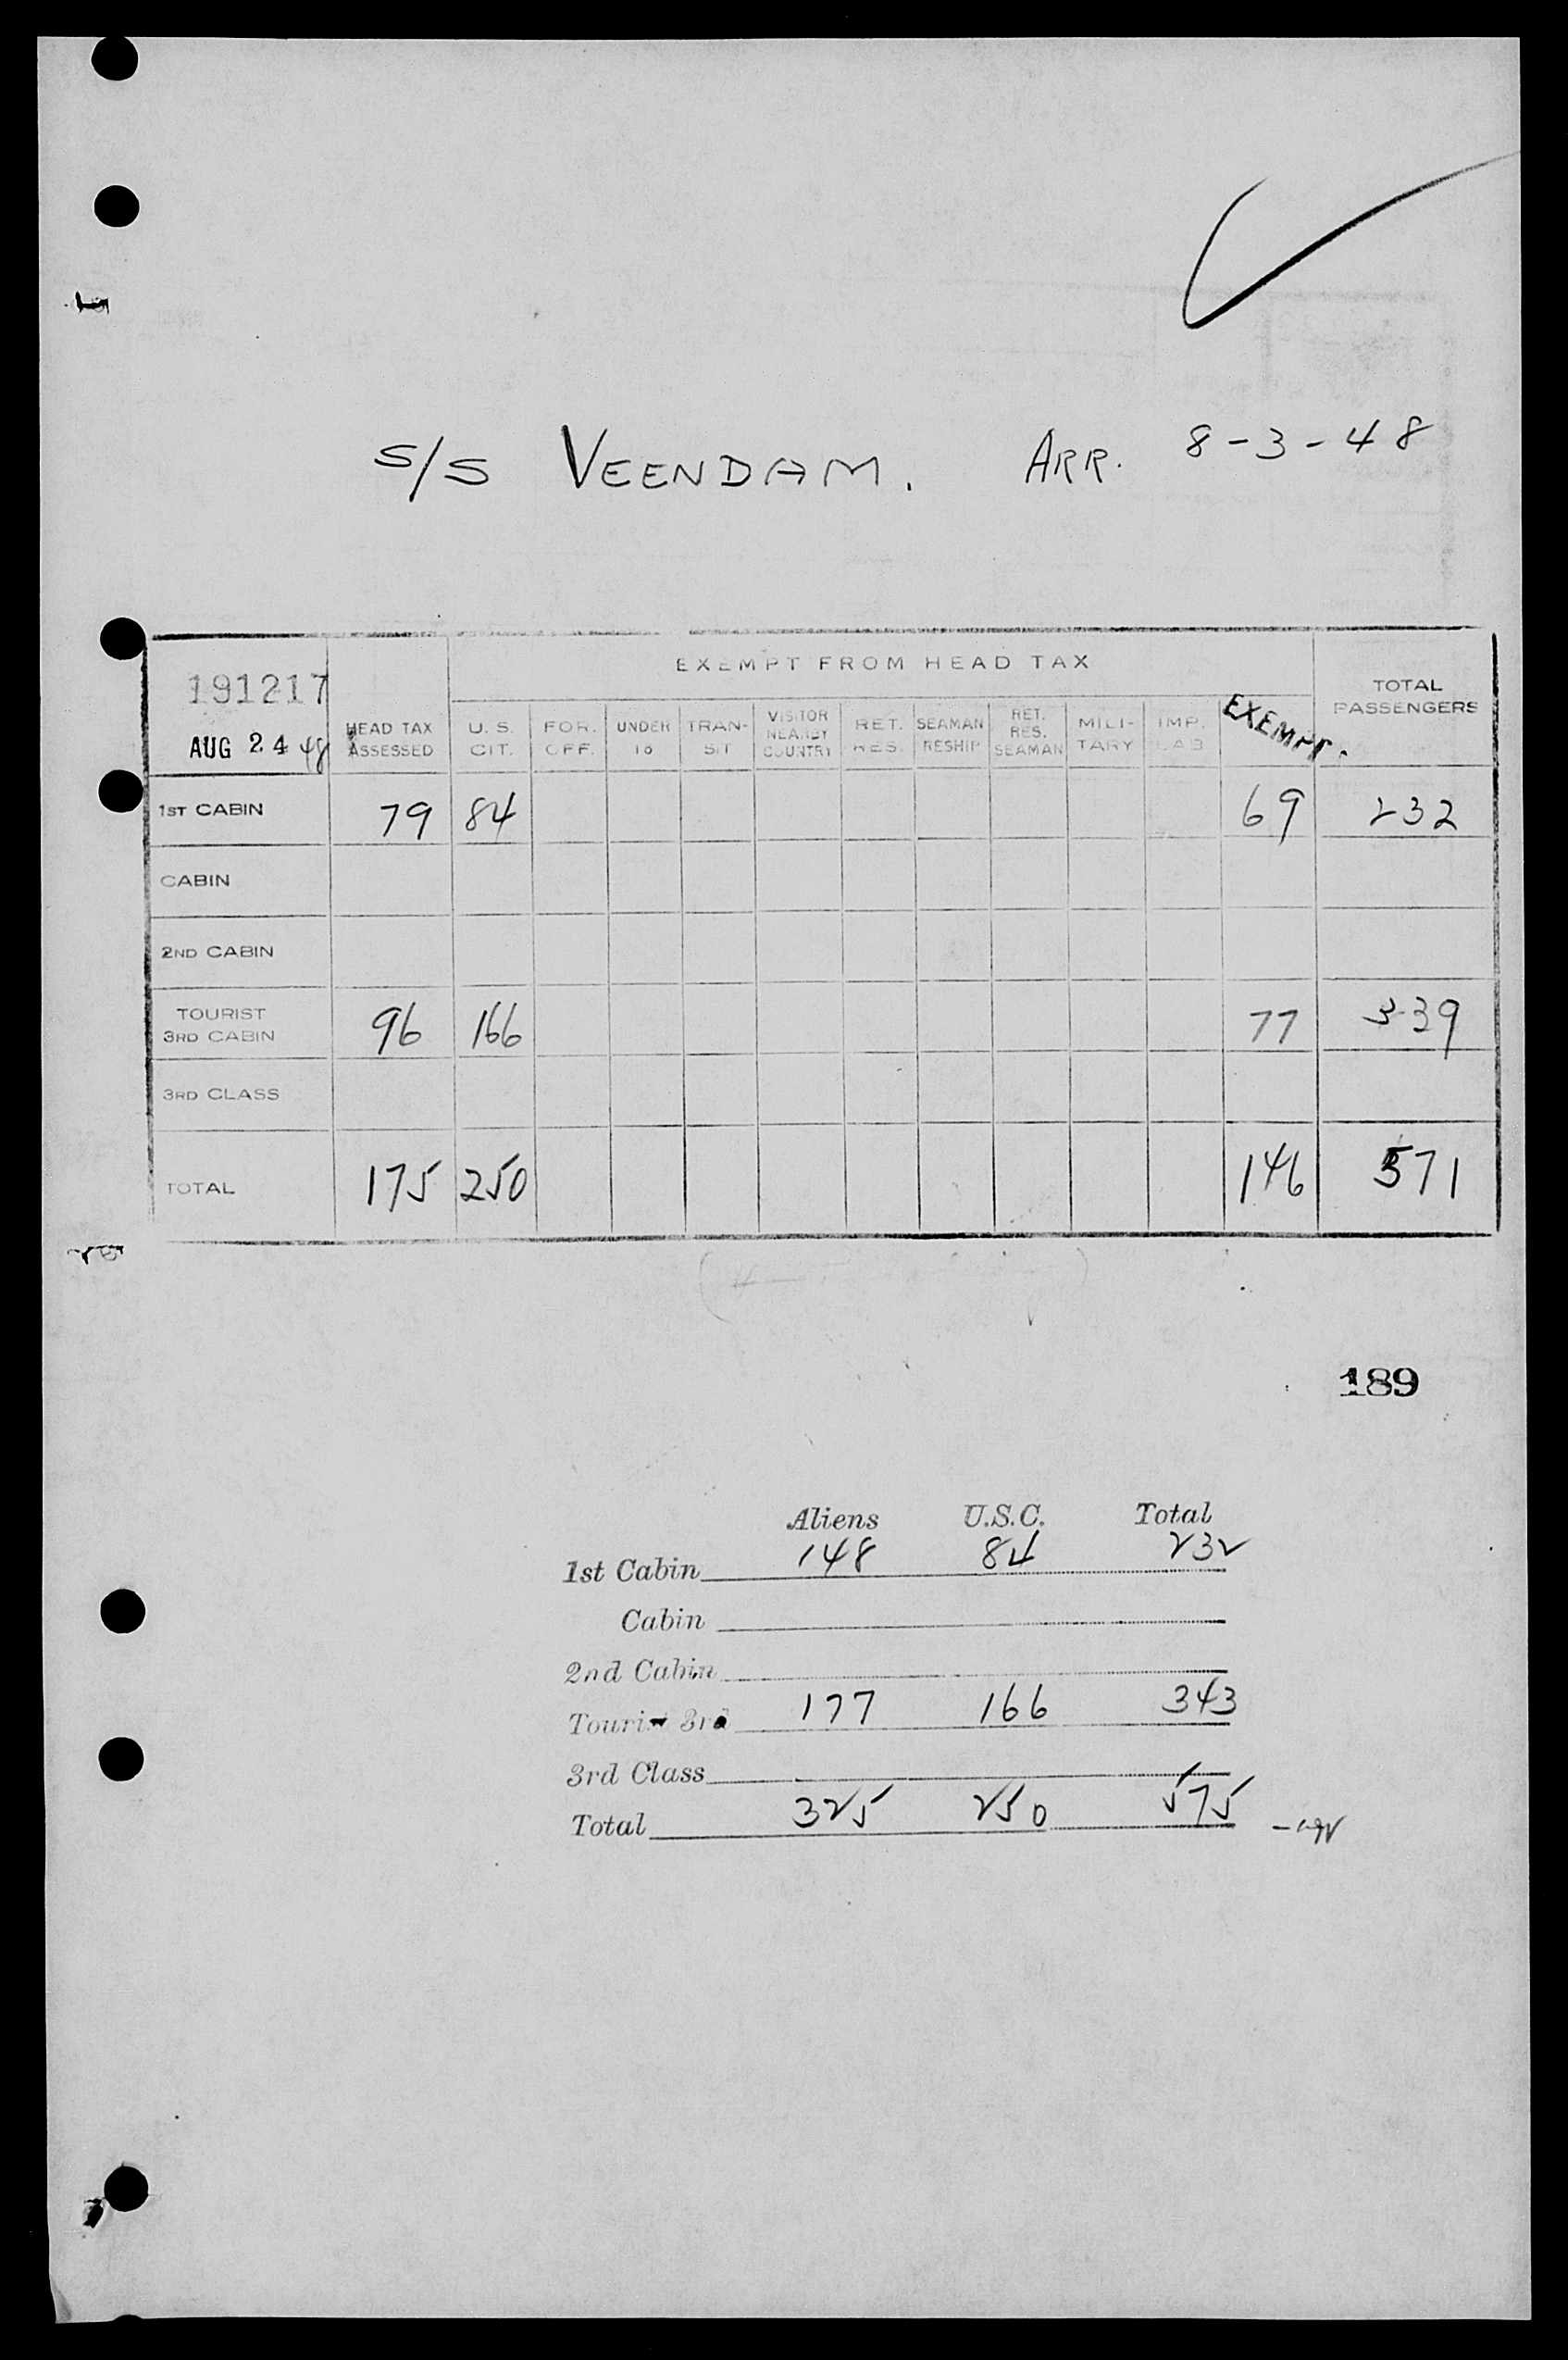 S/S VEENDAM. ARR. 8-3-48
191217
AUG 24 48
HEAD TAX ASSESSED
EXEMPT FROM HEAD TAX
U. S. CIT.
FOR. OFF.
UNDER 16
TRAN-SIT
VISITOR NEARBY COUNTRY
RET. RES.
SEAMAN RESHIP
RET. RES. SEAMAN
MILI-TARY
IMP. LAB
EXEMPT.
TOTAL PASSENGERS
1ST CABIN 79 84 69 232
CABIN
2ND CABIN
TOURIST 3RD CABIN 96 166 77 339
3RD CLASS
TOTAL 175 250 146 571
189
Aliens U.S.C. Total
1st Cabin 148 84 232
Cabin
2nd Cabin
Tourist 3rd 177 166 343
3rd Class
Total 325 250 575